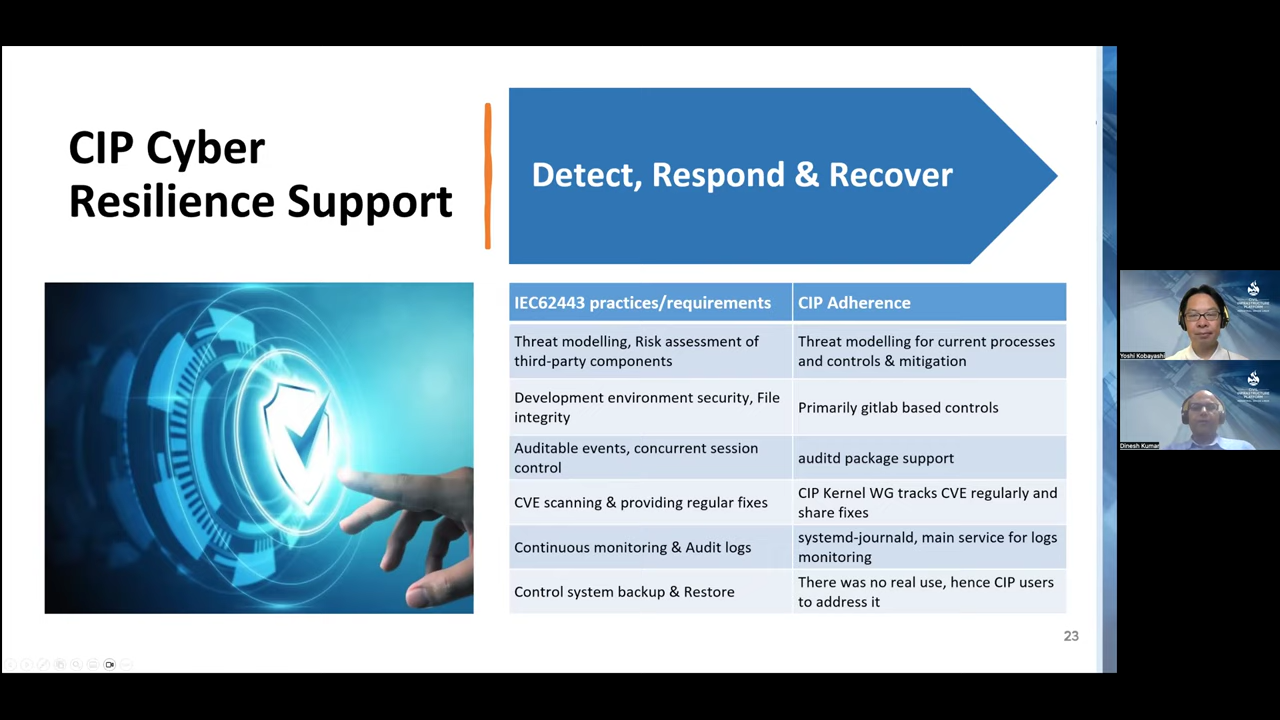 CIP Cyber
Resilience Support
Detect, Respond & Recover
IEC62443 practices/requirements
CIP Adherence
Threat modelling, Risk assessment of
third-party components
Threat modelling for current processes
and controls & mitigation
Development environment security, File
integrity
Primarily gitlab based controls
Auditable events, concurrent session
control
auditd package support
CVE scanning & providing regular fixes
CIP Kernel WG tracks CVE regularly and
share fixes
Continuous monitoring & Audit logs
systemd-journald, main service for logs
monitoring
Control system backup & Restore
There was no real use, hence CIP users
to address it
23
Yoshi Kobayashi
Dinesh Kumar